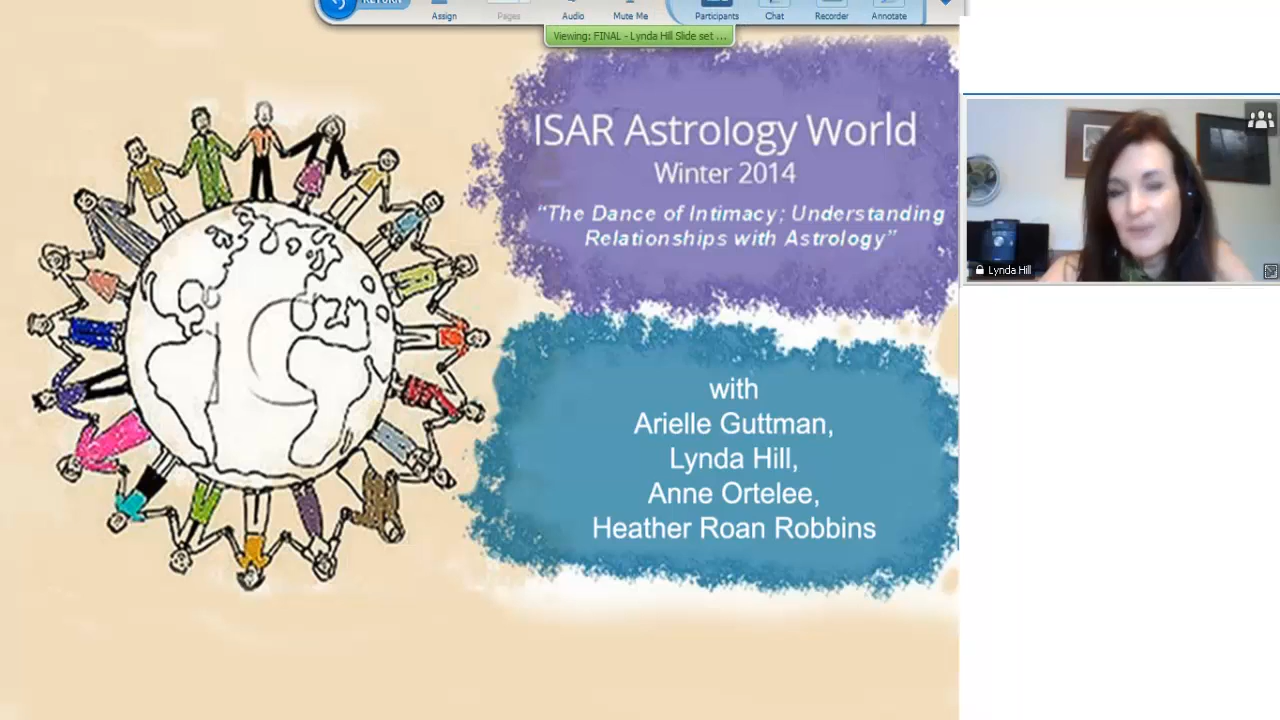 RETURN
Assign
Pages
Audio
Mute Me
Participants
Chat
Recorder
Annotate
Viewing: FINAL - Lynda Hill Slide set ...
ISAR Astrology World
Winter 2014
“The Dance of Intimacy; Understanding
Relationships with Astrology”
with
Arielle Guttman,
Lynda Hill,
Anne Ortelee,
Heather Roan Robbins
Lynda Hill